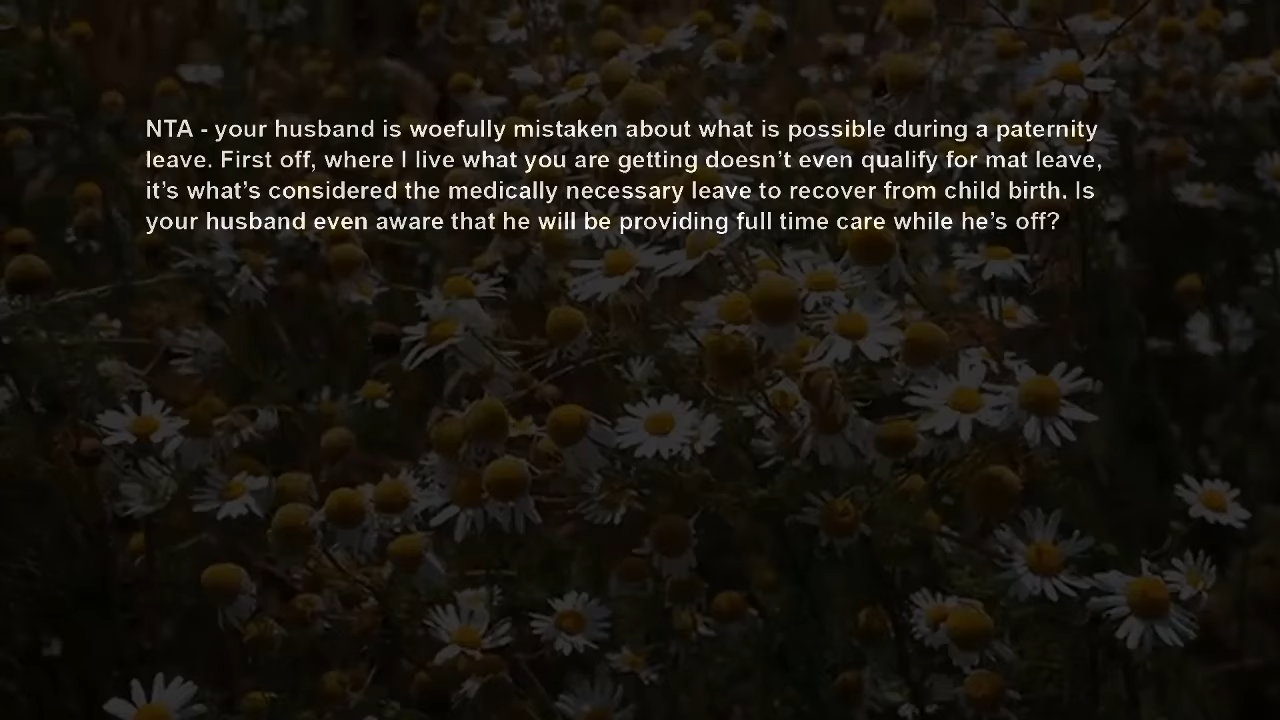 NTA - your husband is woefully mistaken about what is possible during a paternity
leave. First off, where I live what you are getting doesn’t even qualify for mat leave,
it’s what’s considered the medically necessary leave to recover from child birth. Is
your husband even aware that he will be providing full time care while he’s off?